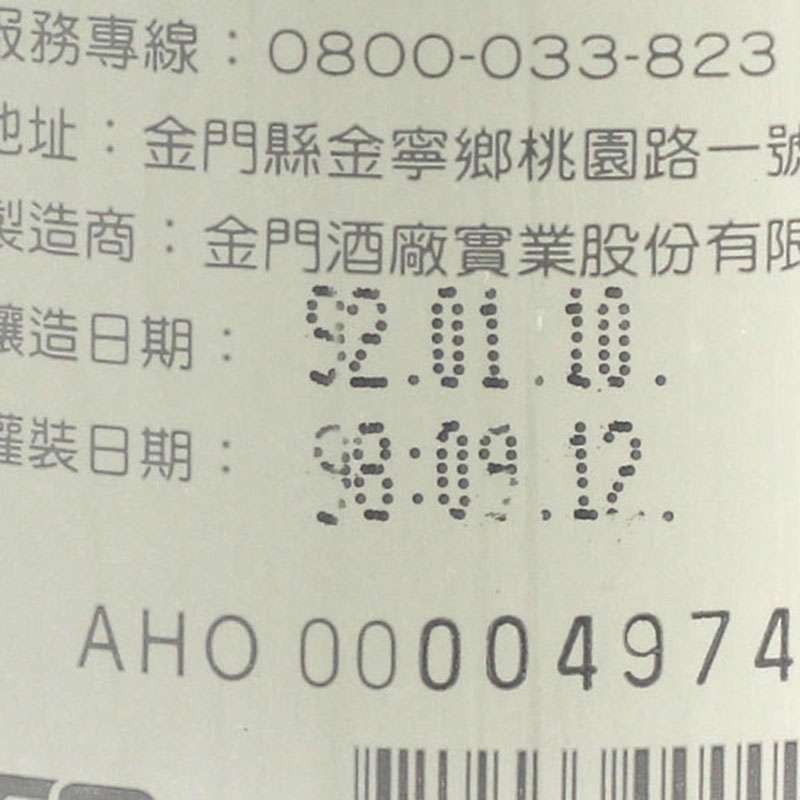 服務專線：0800-033-823
地址：金門縣金寧鄉桃園路一號
製造商：金門酒廠實業股份有限
釀造日期：92.01.10.
灌裝日期：98.09.12.
AHO 00004974